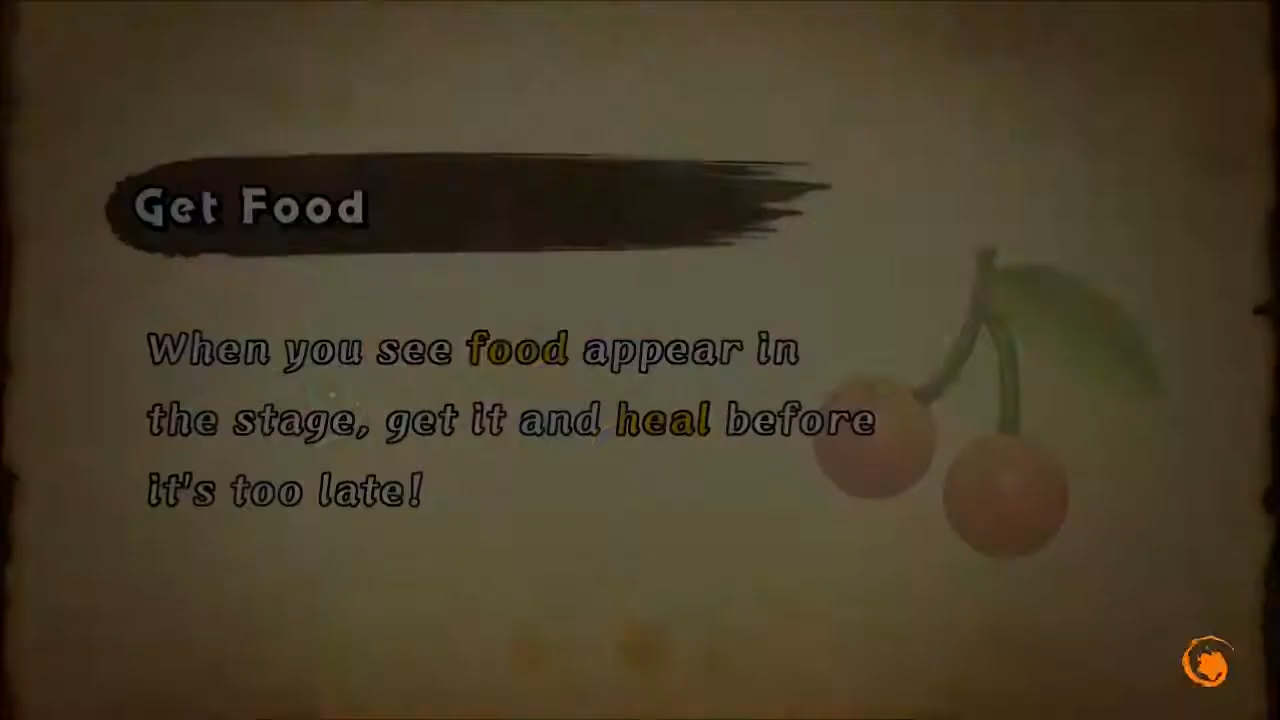 Get Food
When you see food appear in
the stage, get it and heal before
it's too late!